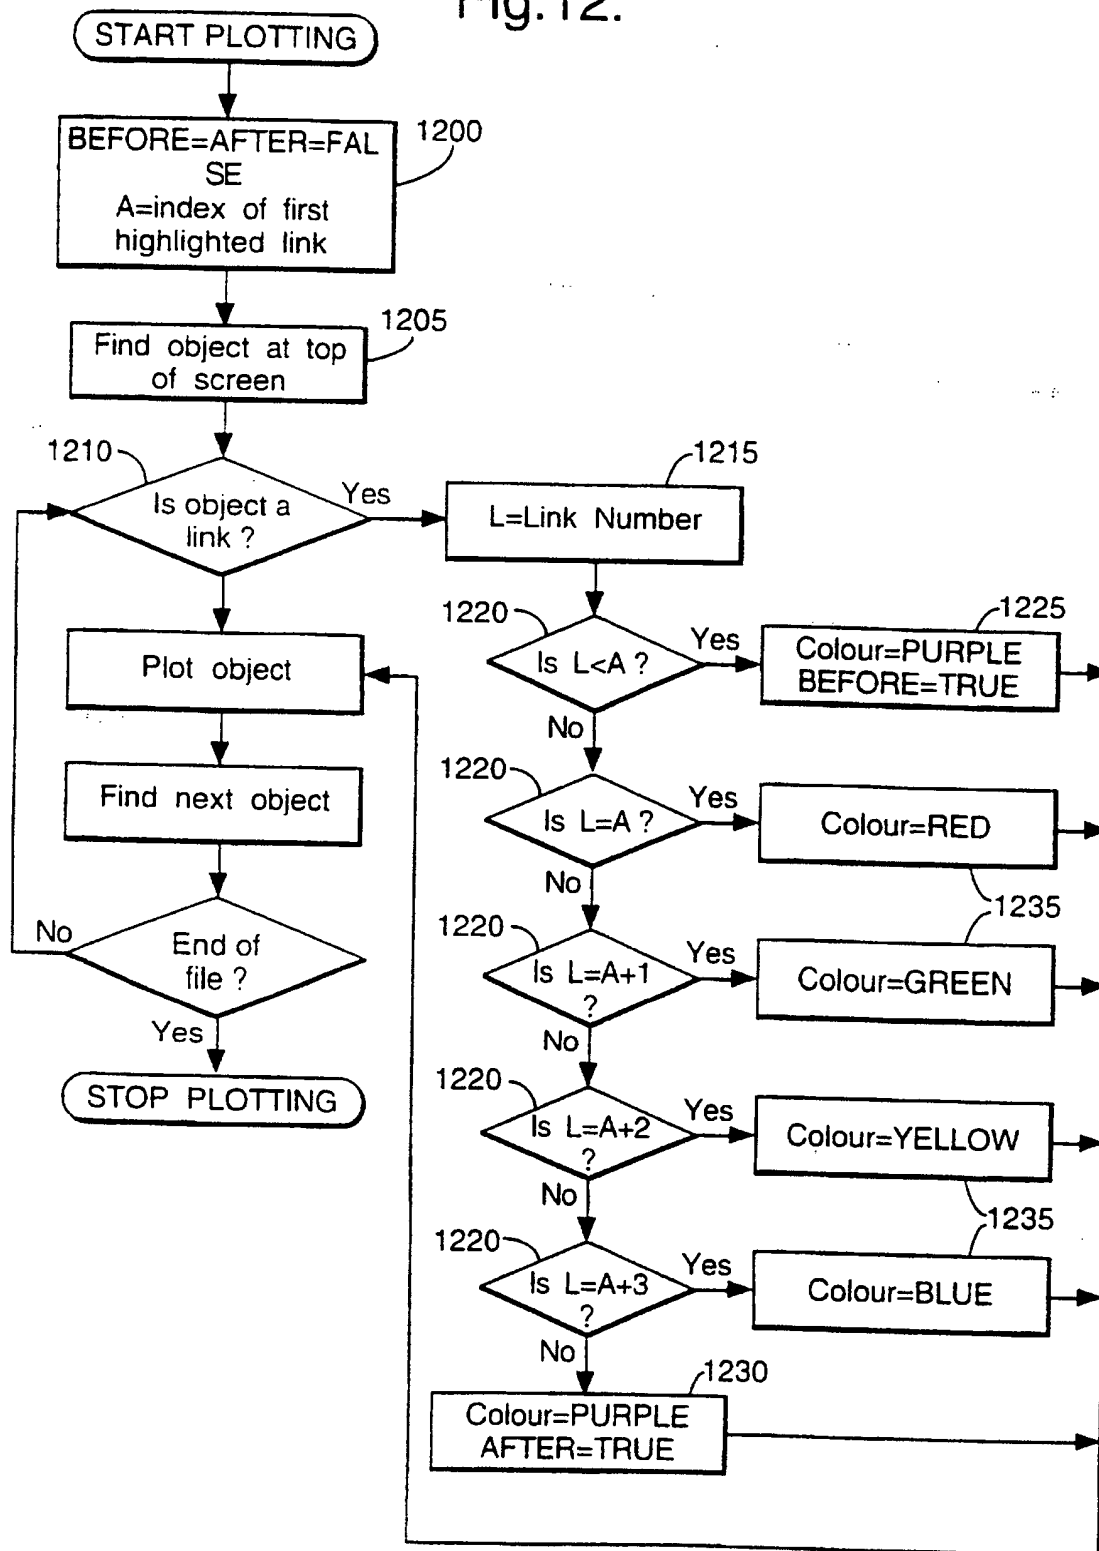 Fig.12.
START PLOTTING
BEFORE=AFTER=FAL
SE
A=index of first
highlighted link
1200
Find object at top
of screen
1205
1210
Is object a
link ?
Yes
L=Link Number
1215
Plot object
Find next object
End of
file ?
No
Yes
STOP PLOTTING
1220
Is L<A ?
Yes
No
Colour=PURPLE
BEFORE=TRUE
1225
1220
Is L=A ?
Yes
No
Colour=RED
1235
1220
Is L=A+1
?
Yes
No
Colour=GREEN
1220
Is L=A+2
?
Yes
No
Colour=YELLOW
1235
1220
Is L=A+3
?
Yes
No
Colour=BLUE
1230
Colour=PURPLE
AFTER=TRUE